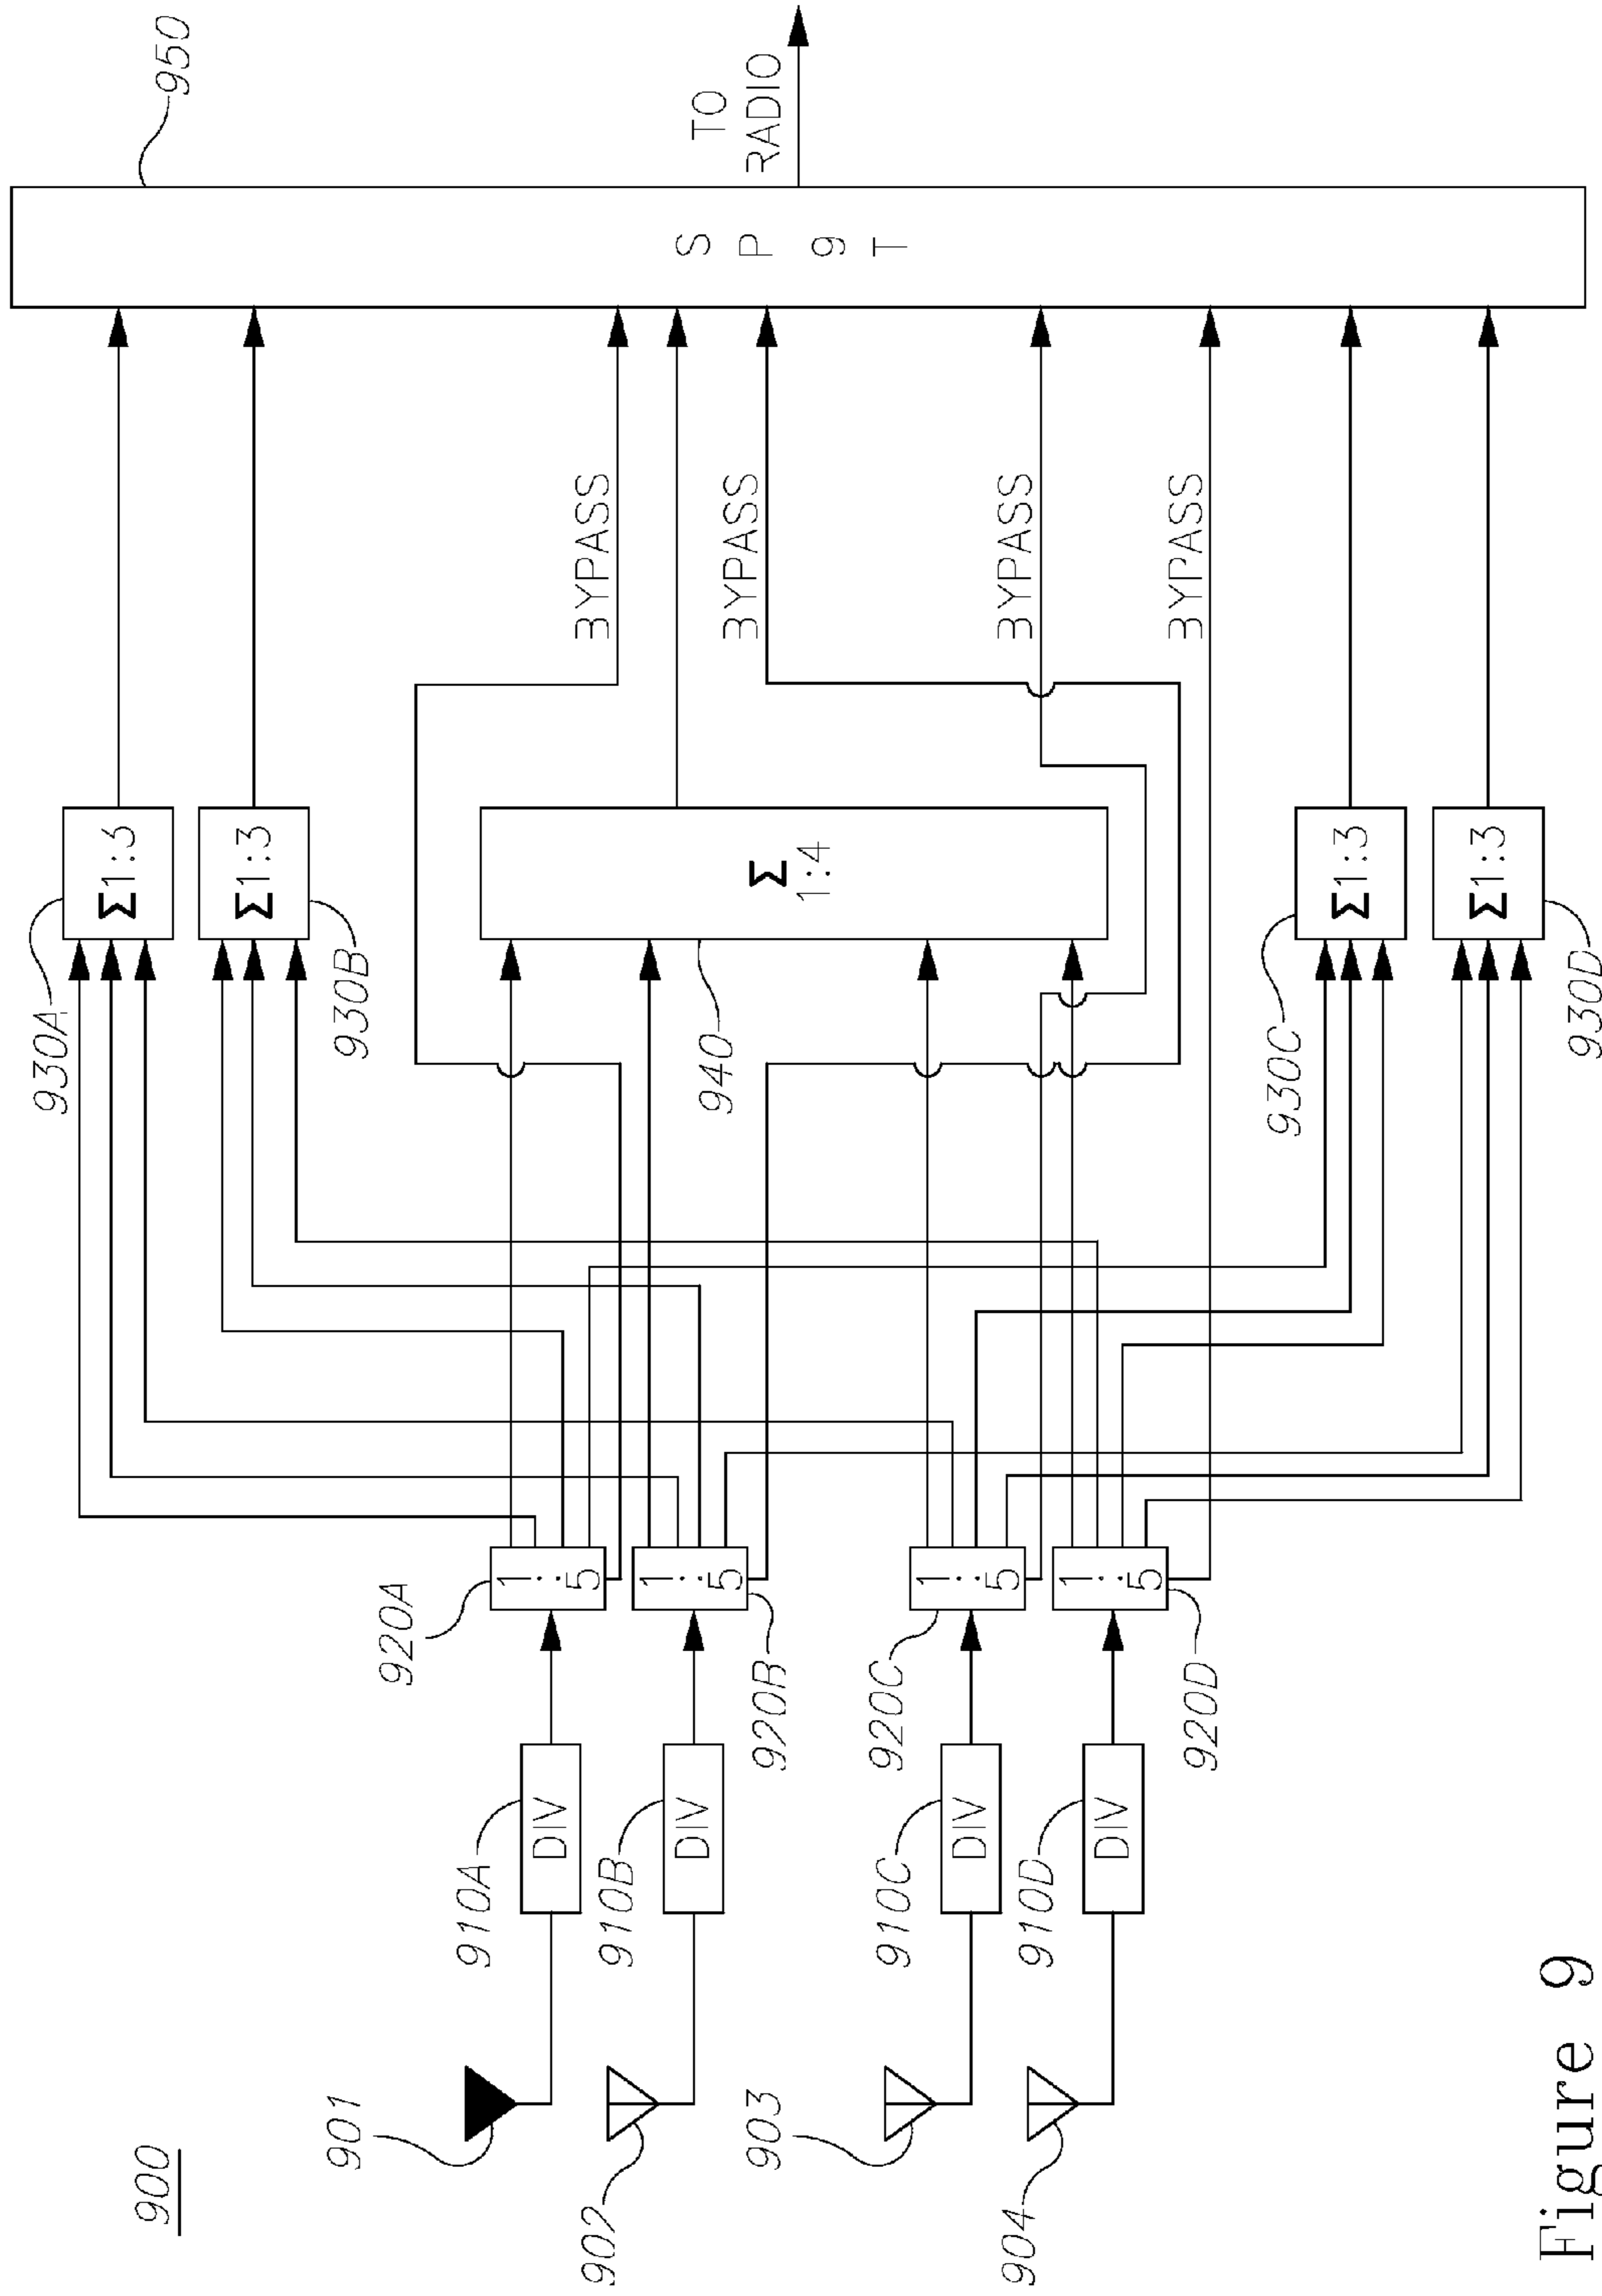 900
901
902
903
904
910A
910B
910C
910D
DIV
DIV
DIV
DIV
920A
920B
920C
920D
1:5
1:5
1:5
1:5
930A
930B
930C
930D
940
Σ1:3
Σ1:3
Σ
1:4
Σ1:3
Σ1:3
BYPASS
BYPASS
BYPASS
BYPASS
SP9T
950
TO
RADIO
Figure 9